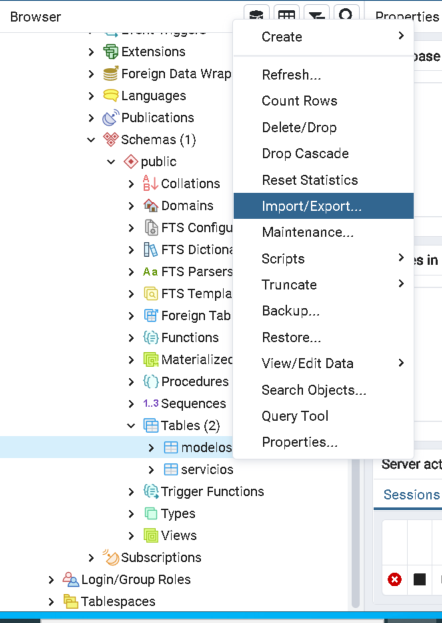 Browser
Properties
Event Triggers
Extensions
Foreign Data Wrap
Languages
Publications
Schemas (1)
public
Collations
Domains
FTS Configu
FTS Dictiona
FTS Parsers
Aa
FTS Templa
Foreign Tab
Functions
Materialized
Procedures
1..3 Sequences
Tables (2)
modelos
servicios
Trigger Functions
Types
Views
Subscriptions
Login/Group Roles
Tablespaces
Create
Refresh...
Count Rows
Delete/Drop
Drop Cascade
Reset Statistics
Import/Export...
Maintenance...
Scripts
Truncate
Backup...
Restore...
View/Edit Data
Search Objects...
Query Tool
Properties...
base
es in
Server act
Sessions